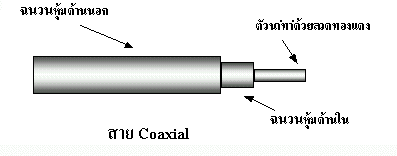 ฉนวนหุ้มด้านนอก
ตัวนำทำด้วยลวดทองแดง
ฉนวนหุ้มด้านใน
สาย Coaxial